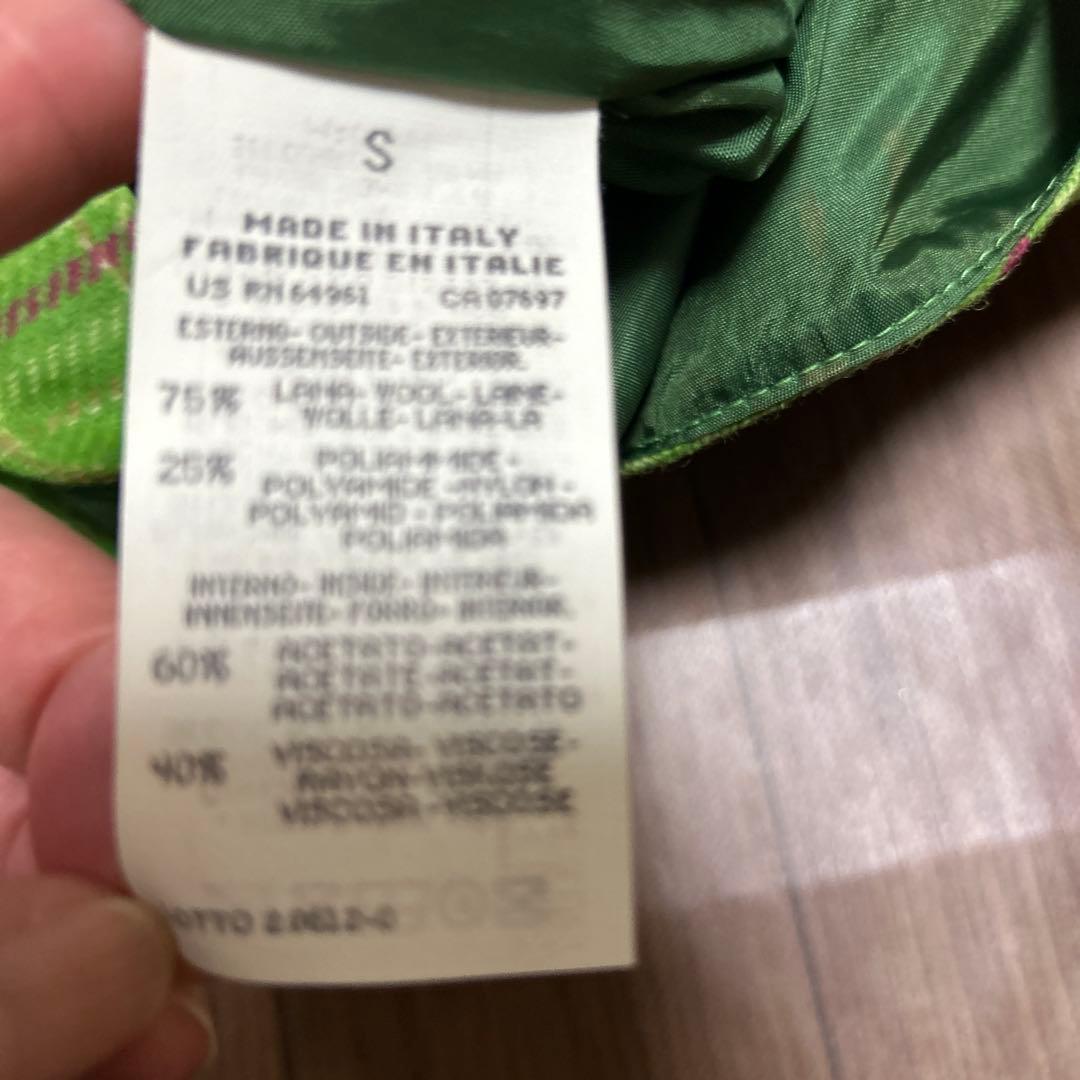 S
MADE IN ITALY
FABRIQUE EN ITALIE
US RN 64961 CA 07697
ESTERNO- OUTSIDE- EXTERIEUR-
AUSSENSEITE- EXTERIOR.
75% LANA- WOOL- LAINE-
WOLLE- LANA-LA
25% POLIAMMIDE-
POLYAMIDE -NYLON-
POLYAMID - POLIAMIDA
POLIAMIDA
INTERNO- INSIDE- INTERIEUR-
INNENSEITE- FORRO-
60% ACETATO-ACETAT-
ACETATE-ACETAT-
ACETATO-ACETATO
40% VISCOSA- VISCOSE-
RAYON-VISKOSE
VISCOSA-VISCOSE